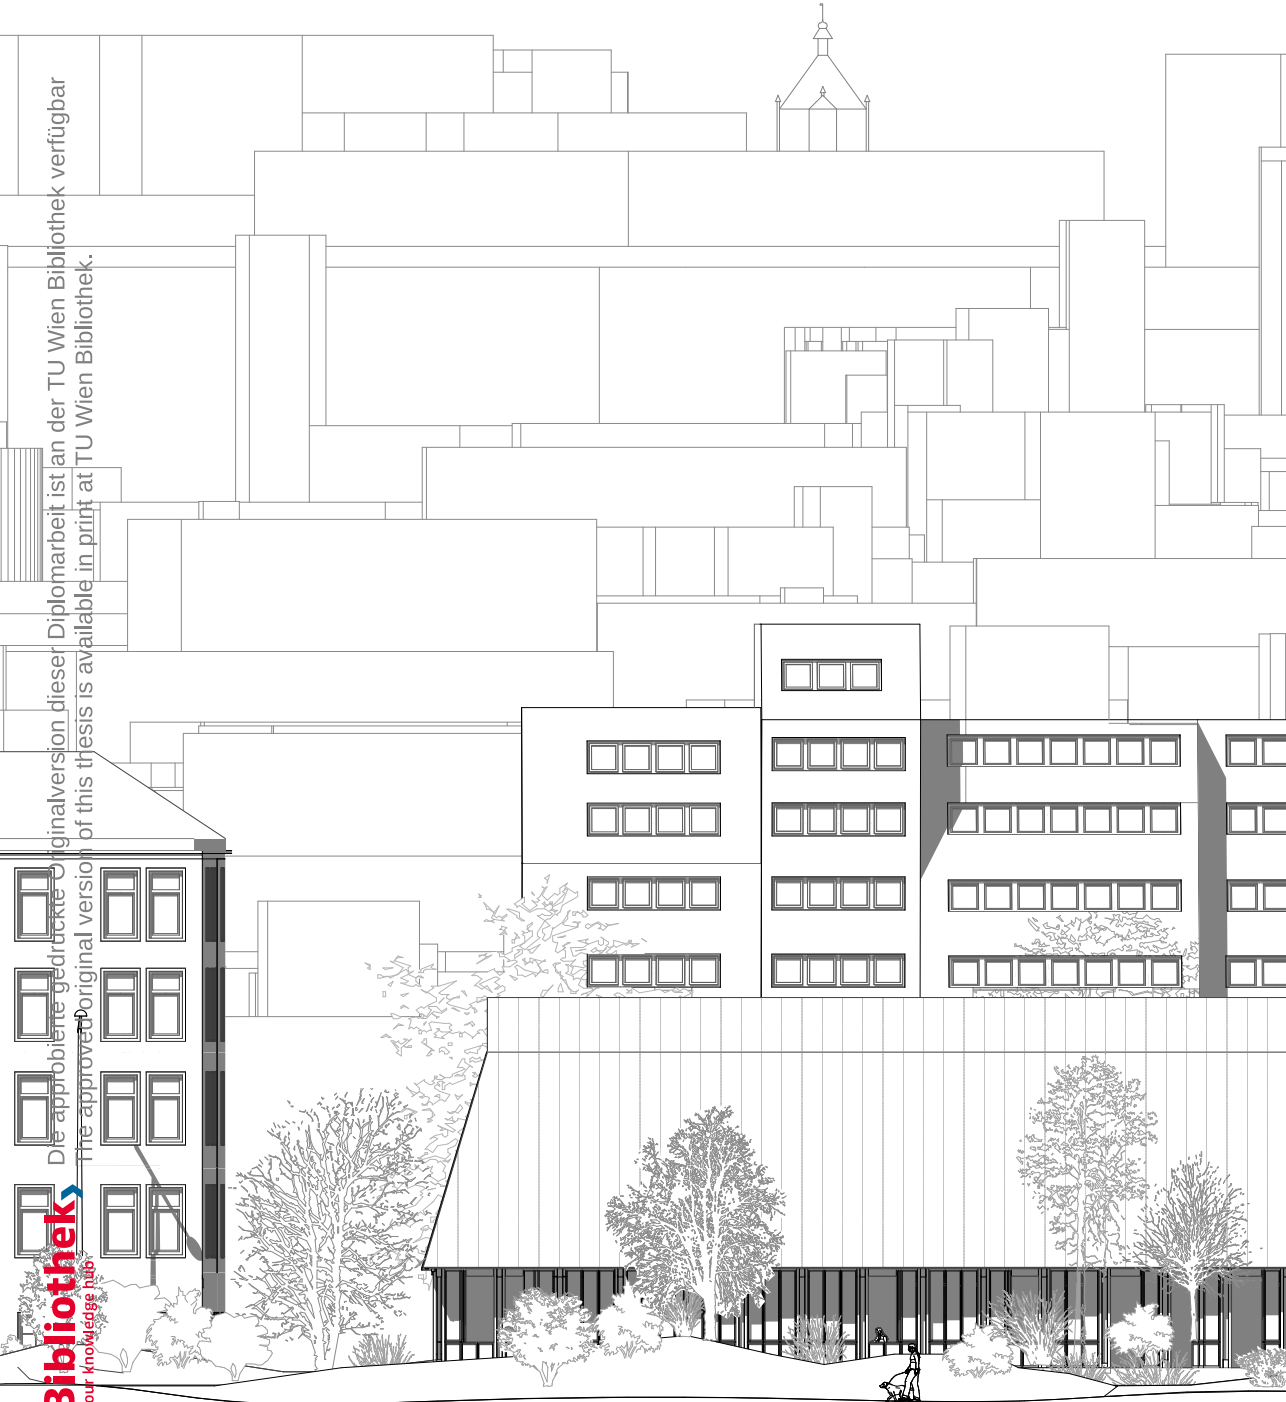 Die approbierte gedruckte Originalversion dieser Diplomarbeit ist an der TU Wien Bibliothek verfügbar
The approved original version of this thesis is available in print at TU Wien Bibliothek.
Bibliothek
our knowledge hub